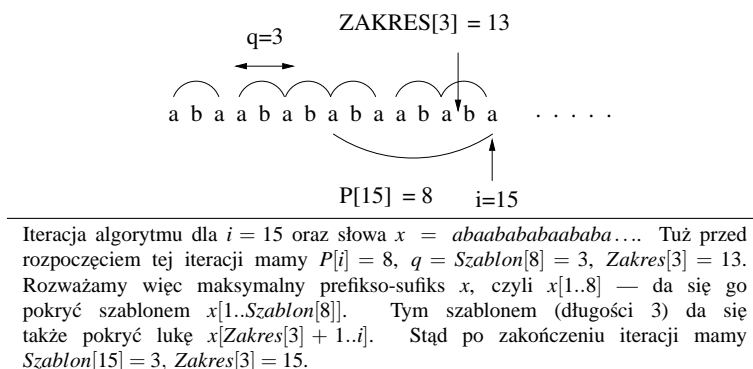 ZAKRES[3] = 13
q=3
a b a a b a b a b a a b a b a . . . . .
P[15] = 8 i=15
Iteracja algorytmu dla i = 15 oraz słowa x = abaabababaababa.... Tuż przed
rozpoczęciem tej iteracji mamy P[i] = 8, q = Szablon[8] = 3, Zakres[3] = 13.
Rozważamy więc maksymalny prefikso-sufiks x, czyli x[1..8] — da się go
pokryć szablonem x[1..Szablon[8]]. Tym szablonem (długości 3) da się
także pokryć lukę x[Zakres[3] + 1..i]. Stąd po zakończeniu iteracji mamy
Szablon[15] = 3, Zakres[3] = 15.